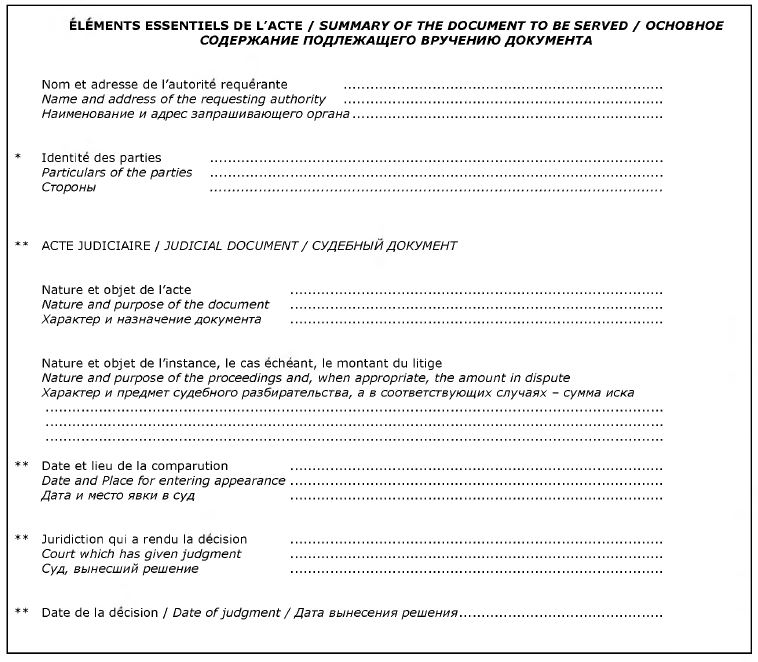 ÉLÉMENTS ESSENTIELS DE L’ACTE / SUMMARY OF THE DOCUMENT TO BE SERVED / ОСНОВНОЕ
СОДЕРЖАНИЕ ПОДЛЕЖАЩЕГО ВРУЧЕНИЮ ДОКУМЕНТА
Nom et adresse de l’autorité requérante ..........
Name and address of the requesting authority ..........
Наименование и адрес запрашивающего органа ..........
* Identité des parties ..........
Particulars of the parties ..........
Стороны ..........
** ACTE JUDICIAIRE / JUDICIAL DOCUMENT / СУДЕБНЫЙ ДОКУМЕНТ
Nature et objet de l’acte ..........
Nature and purpose of the document ..........
Характер и назначение документа ..........
Nature et objet de l’instance, le cas échéant, le montant du litige
Nature and purpose of the proceedings and, when appropriate, the amount in dispute
Характер и предмет судебного разбирательства, а в соответствующих случаях – сумма иска
..........
..........
..........
** Date et lieu de la comparution ..........
Date and Place for entering appearance ..........
Дата и место явки в суд ..........
** Juridiction qui a rendu la décision ..........
Court which has given judgment ..........
Суд, вынесший решение ..........
** Date de la décision / Date of judgment / Дата вынесения решения ..........